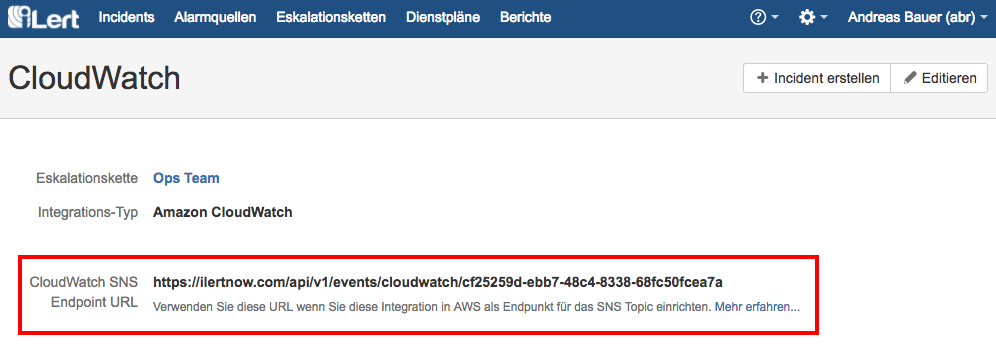 iLert Incidents Alarmquellen Eskalationsketten Dienstpläne Berichte Andreas Bauer (abr)
CloudWatch
Incident erstellen Editieren
Eskalationskette Ops Team
Integrations-Typ Amazon CloudWatch
CloudWatch SNS Endpoint URL
https://ilertnow.com/api/v1/events/cloudwatch/cf25259d-ebb7-48c4-8338-68fc50fcea7a
Verwenden Sie diese URL wenn Sie diese Integration in AWS als Endpunkt für das SNS Topic einrichten. Mehr erfahren...